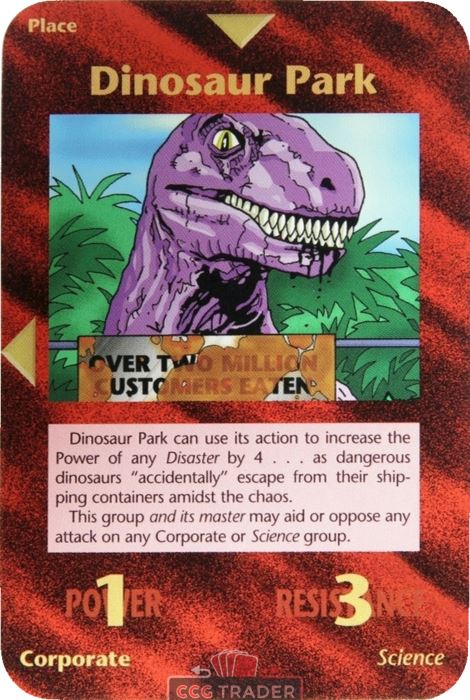 Place
Dinosaur Park
OVER TWO MILLION
CUSTOMERS EATEN
Dinosaur Park can use its action to increase the
Power of any Disaster by 4 . . . as dangerous
dinosaurs “accidentally” escape from their ship-
ping containers amidst the chaos.
This group and its master may aid or oppose any
attack on any Corporate or Science group.
POWER 1 RESISTANCE 3
Corporate Science
CCG TRADER